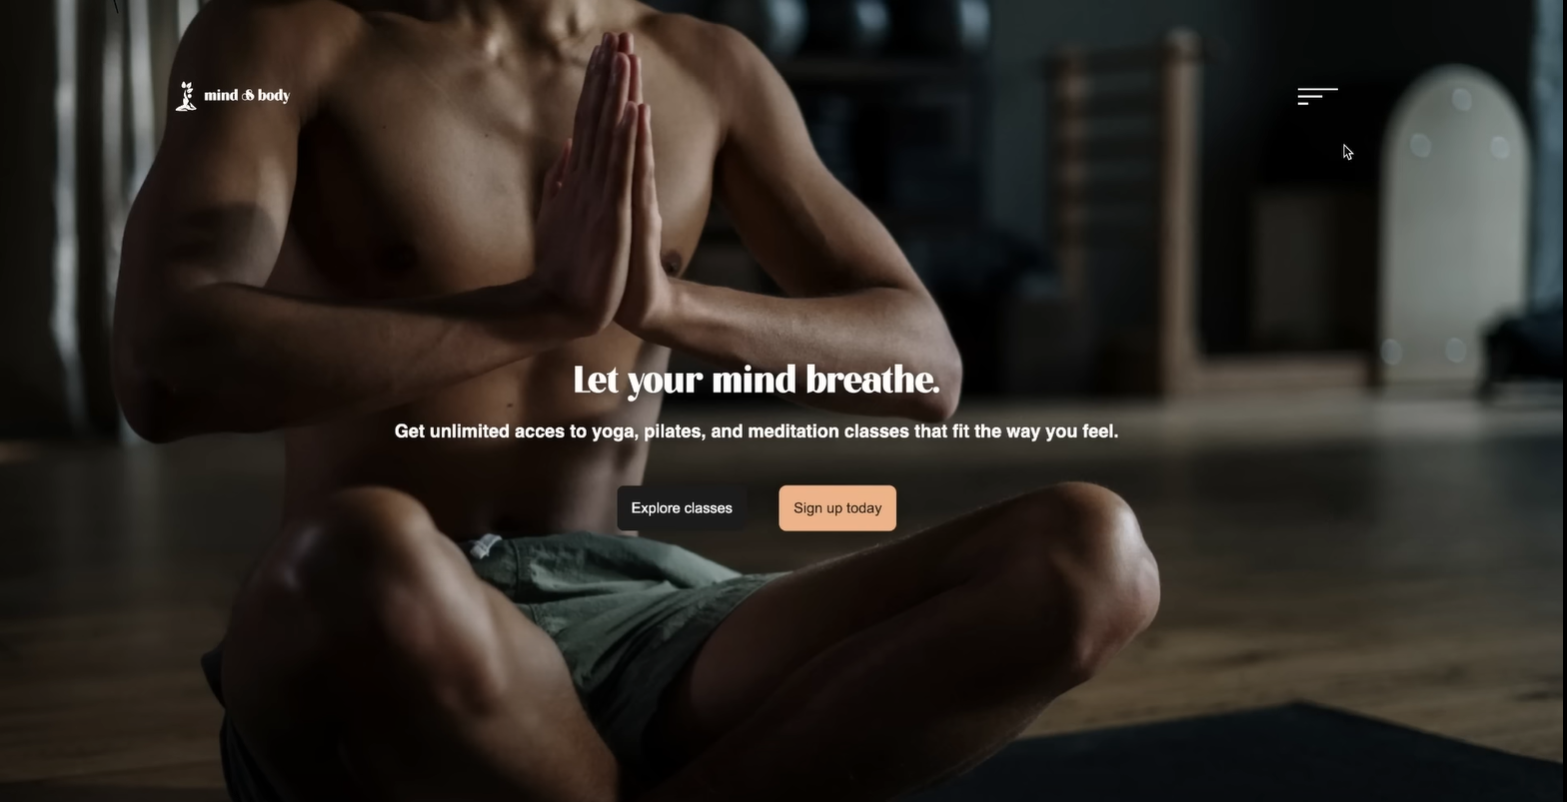 mind & body
Let your mind breathe.
Get unlimited acces to yoga, pilates, and meditation classes that fit the way you feel.
Explore classes
Sign up today